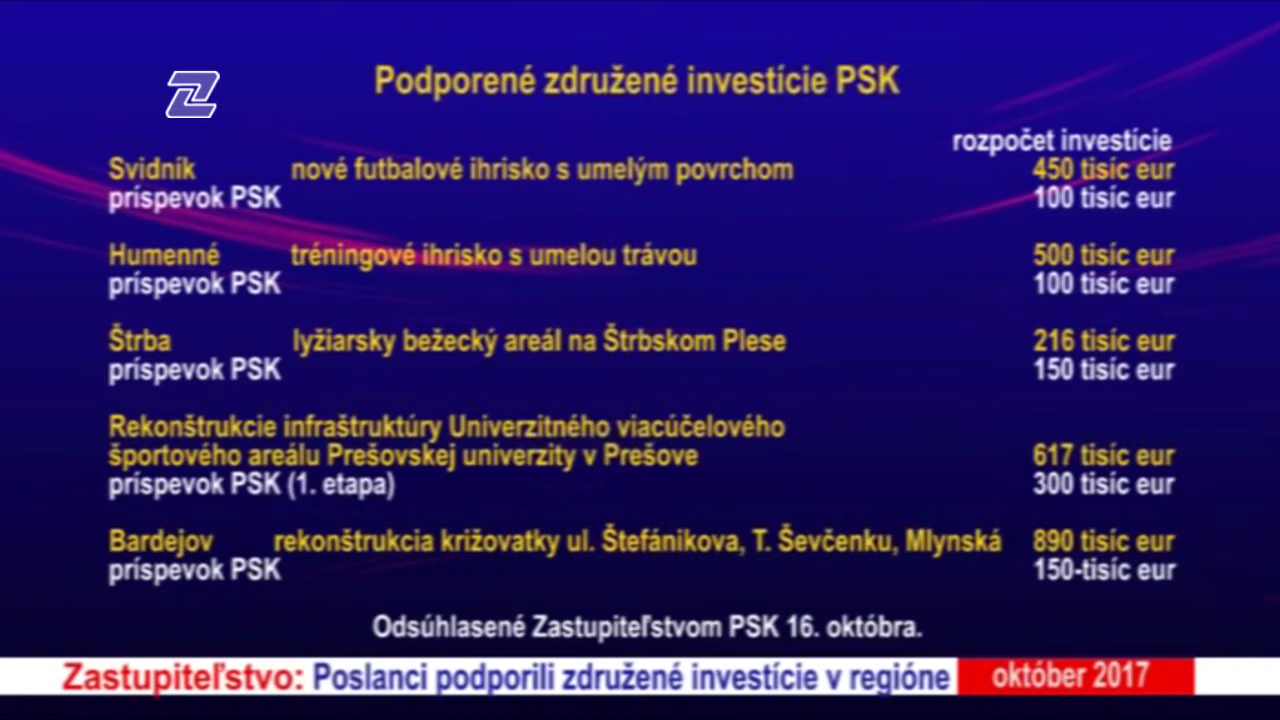 Podporené združené investície PSK
rozpočet investície
Svidník nové futbalové ihrisko s umelým povrchom 450 tisíc eur
príspevok PSK 100 tisíc eur
Humenné tréningové ihrisko s umelou trávou 500 tisíc eur
príspevok PSK 100 tisíc eur
Štrba lyžiarsky bežecký areál na Štrbskom Plese 216 tisíc eur
príspevok PSK 150 tisíc eur
Rekonštrukcie infraštruktúry Univerzitného viacúčelového
športového areálu Prešovskej univerzity v Prešove 617 tisíc eur
príspevok PSK (1. etapa) 300 tisíc eur
Bardejov rekonštrukcia križovatky ul. Štefánikova, T. Ševčenku, Mlynská 890 tisíc eur
príspevok PSK 150-tisíc eur
Odsúhlasené Zastupiteľstvom PSK 16. októbra.
Zastupiteľstvo: Poslanci podporili združené investície v regióne október 2017